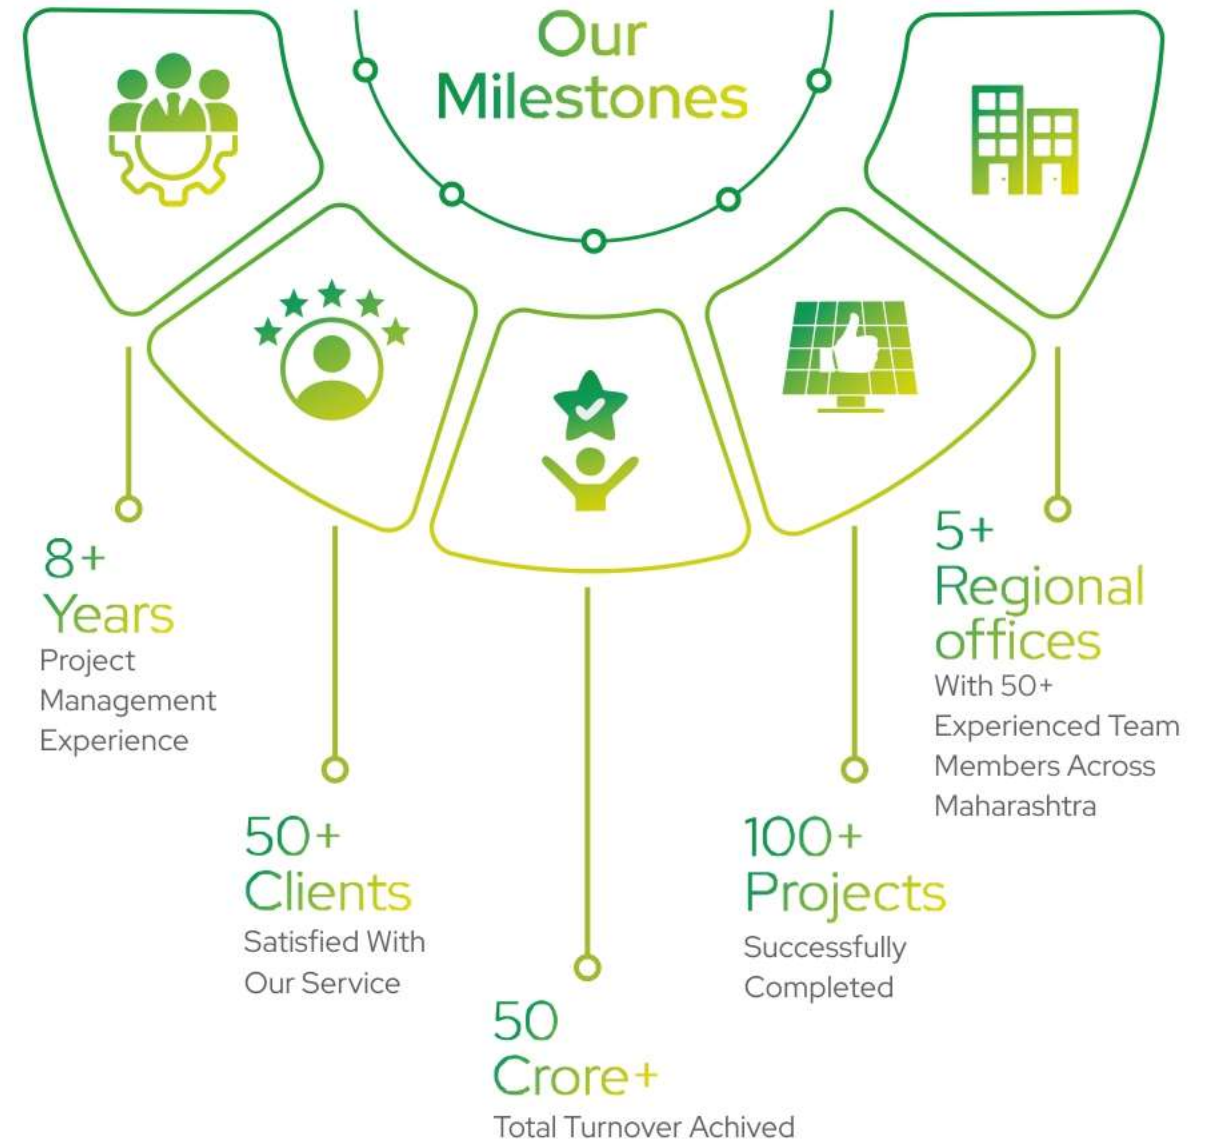 Our
Milestones
8+
Years
Project
Management
Experience
50+
Clients
Satisfied With
Our Service
50
Crore+
Total Turnover Achived
100+
Projects
Successfully
Completed
5+
Regional
offices
With 50+
Experienced Team
Members Across
Maharashtra